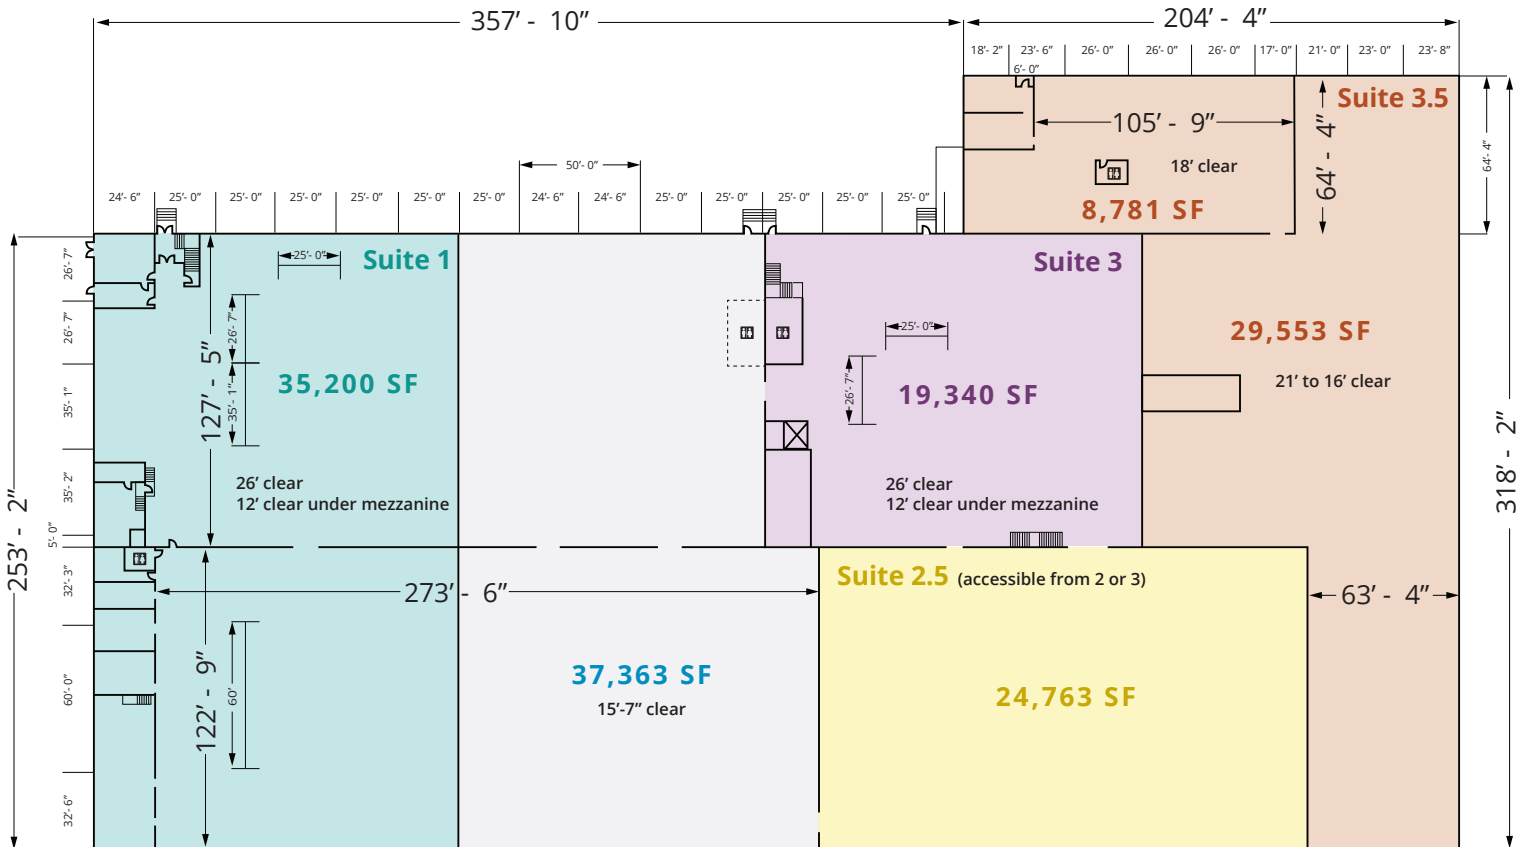 357’ - 10”
204’ - 4”
18’- 2”
23’- 6”
26’- 0”
26’- 0”
26’- 0”
17’- 0”
21’- 0”
23’- 0”
23’- 8”
6’- 0”
Suite 3.5
105’ - 9”
64’ - 4”
64’- 4”
18’ clear
8,781 SF
50’- 0”
24’- 6”
25’- 0”
25’- 0”
25’- 0”
25’- 0”
25’- 0”
25’- 0”
24’- 6”
24’- 6”
25’- 0”
25’- 0”
25’- 0”
25’- 0”
25’- 0”
26’- 7”
25’- 0”
Suite 1
Suite 3
26’- 7”
26’- 7”
25’- 0”
29,553 SF
127’ - 5”
35’- 1”
35’- 1”
35,200 SF
26’- 7”
19,340 SF
21’ to 16’ clear
318’ - 2”
35’- 2”
26’ clear
12’ clear under mezzanine
26’ clear
12’ clear under mezzanine
253’ - 2”
5’- 0”
32’- 3”
273’ - 6”
Suite 2.5 (accessible from 2 or 3)
63’ - 4”
60’- 0”
122’ - 9”
60’
37,363 SF
15’-7” clear
24,763 SF
32’- 6”